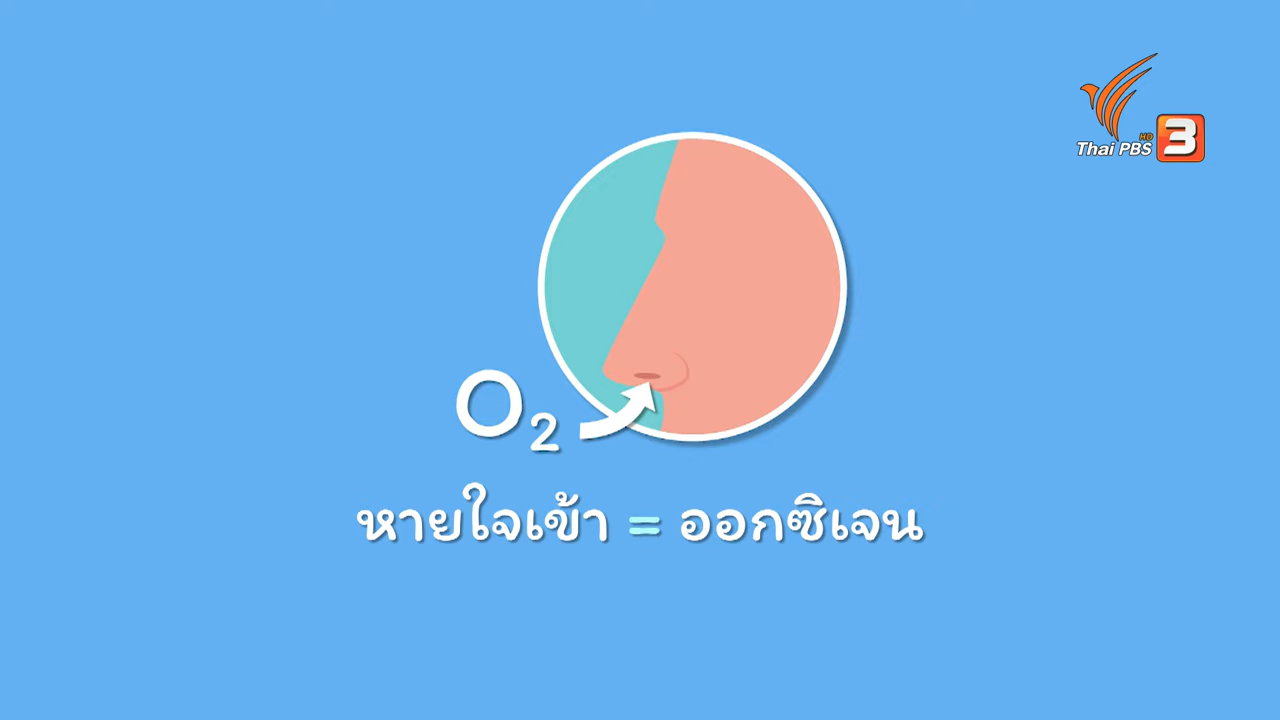 HD
Thai PBS 3
O₂
หายใจเข้า = ออกซิเจน